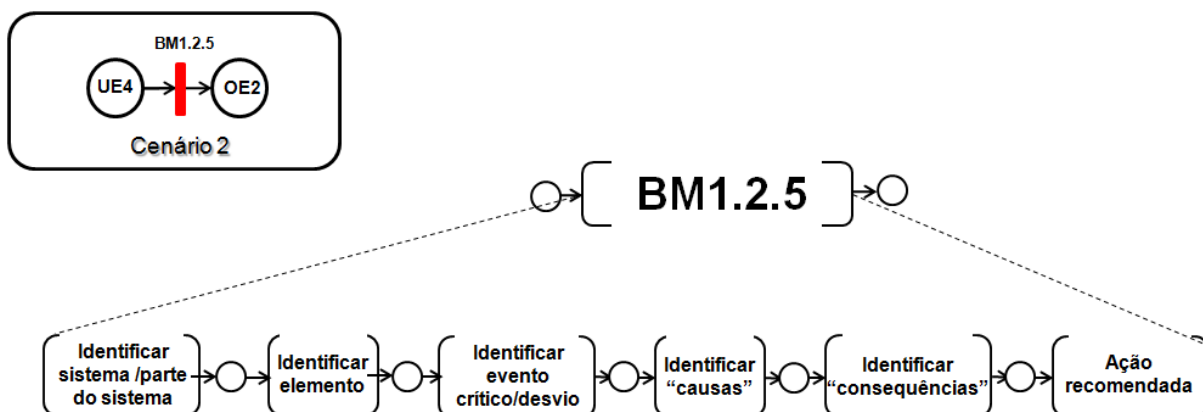 BM1.2.5
UE4
OE2
Cenário 2
BM1.2.5
Identificar
sistema /parte
do sistema
Identificar
elemento
Identificar
evento
crítico/desvio
Identificar
“causas”
Identificar
“consequências”
Ação
recomendada